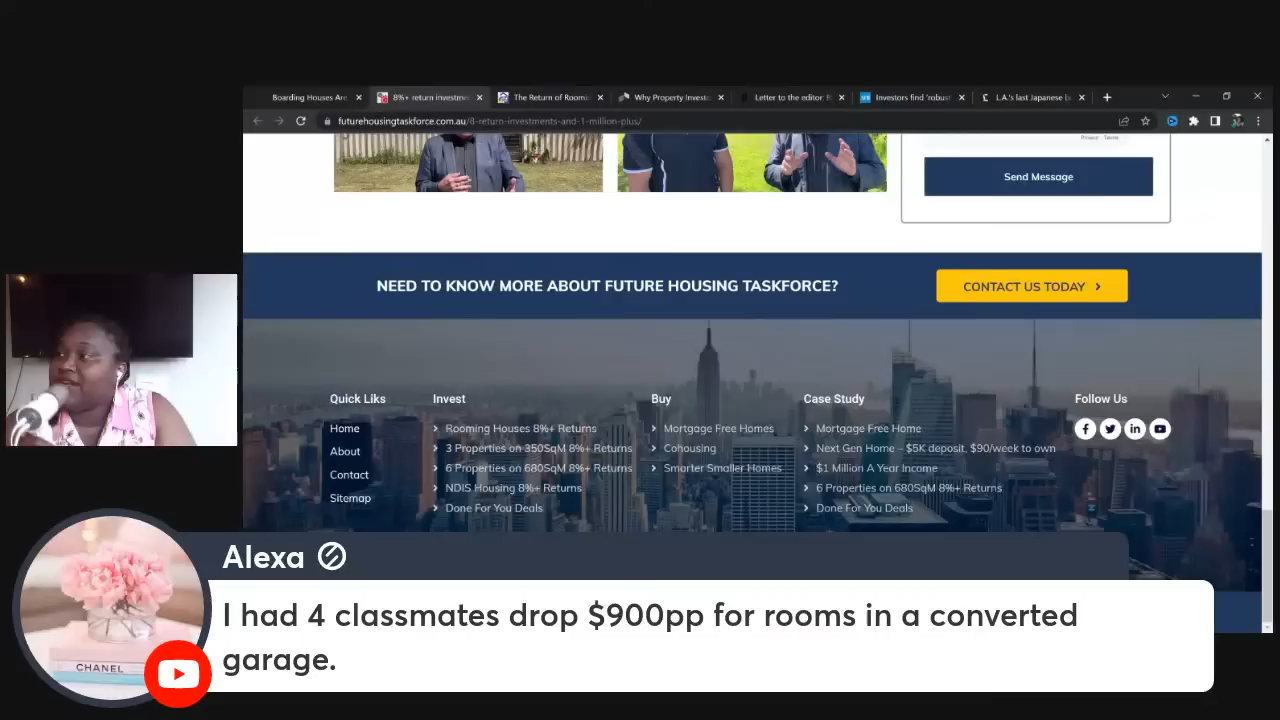 Boarding Houses Are
8%+ return investme
The Return of Room
Why Property Investo
Letter to the editor: B
Investors find 'robus
L.A.'s last Japanese b
futurehousingtaskforce.com.au/8-return-investments-and-1-million-plus/
Privacy - Terms
Send Message
NEED TO KNOW MORE ABOUT FUTURE HOUSING TASKFORCE?
CONTACT US TODAY
Quick Liks
Home
About
Contact
Sitemap
Invest
Rooming Houses 8%+ Returns
3 Properties on 350SqM 8%+ Returns
6 Properties on 680SqM 8%+ Returns
NDIS Housing 8%+ Returns
Done For You Deals
Buy
Mortgage Free Homes
Cohousing
Smarter Smaller Homes
Case Study
Mortgage Free Home
Next Gen Home – $5K deposit, $90/week to own
$1 Million A Year Income
6 Properties on 680SqM 8%+ Returns
Done For You Deals
Follow Us
Alexa
I had 4 classmates drop $900pp for rooms in a converted
garage.
CHANEL